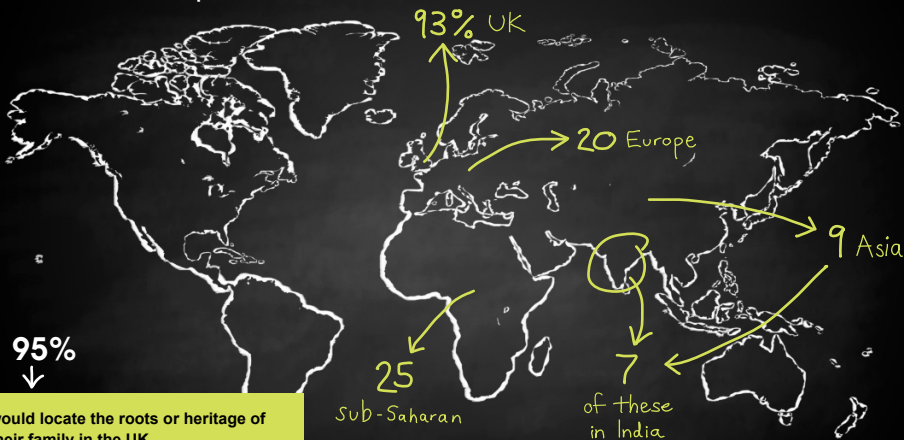 93% UK
20 Europe
9 Asia
95%
25
Sub-Saharan
7
of these
in India
would locate the roots or heritage of
their family in the UK